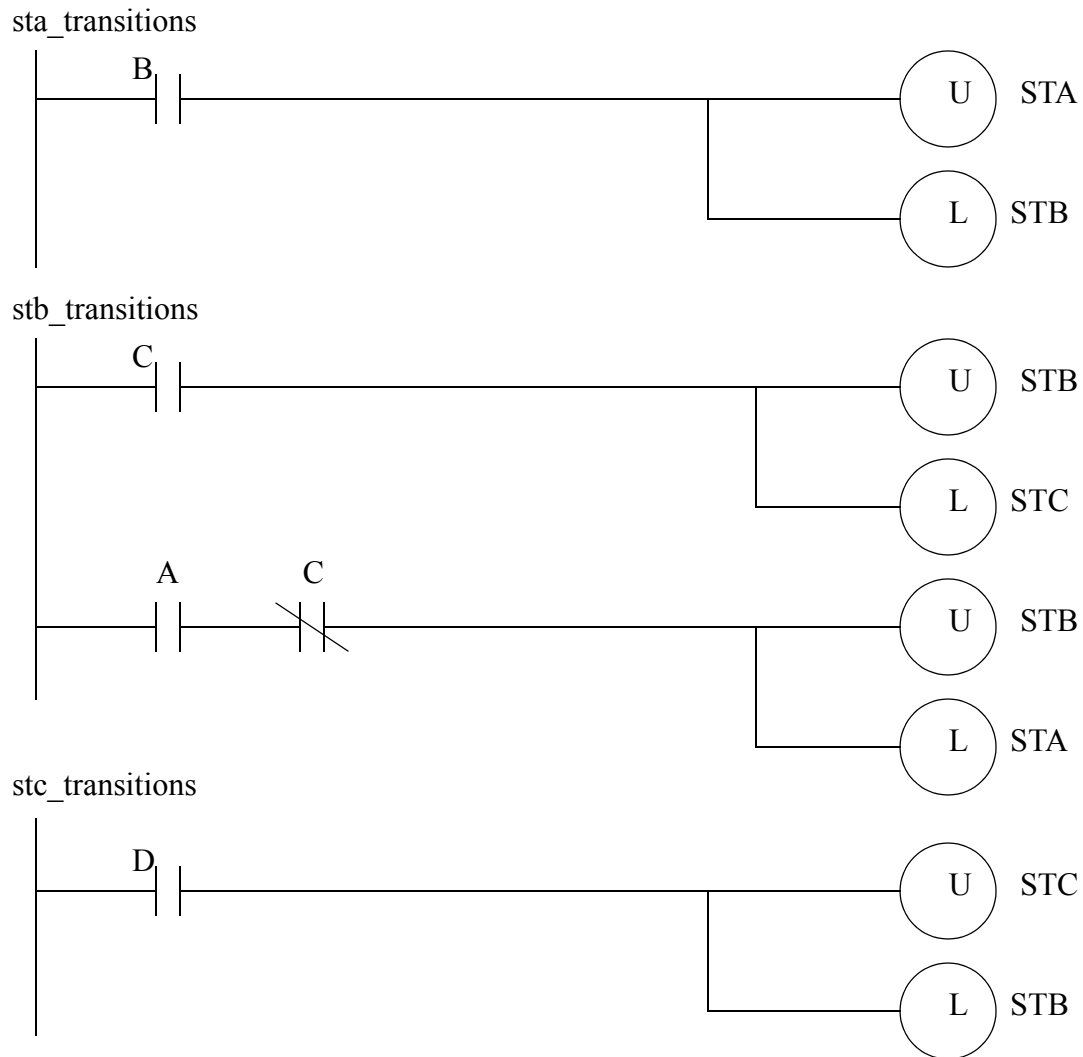 sta_transitions
B
U STA
L STB
stb_transitions
C
U STB
L STC
A C
U STB
L STA
stc_transitions
D
U STC
L STB